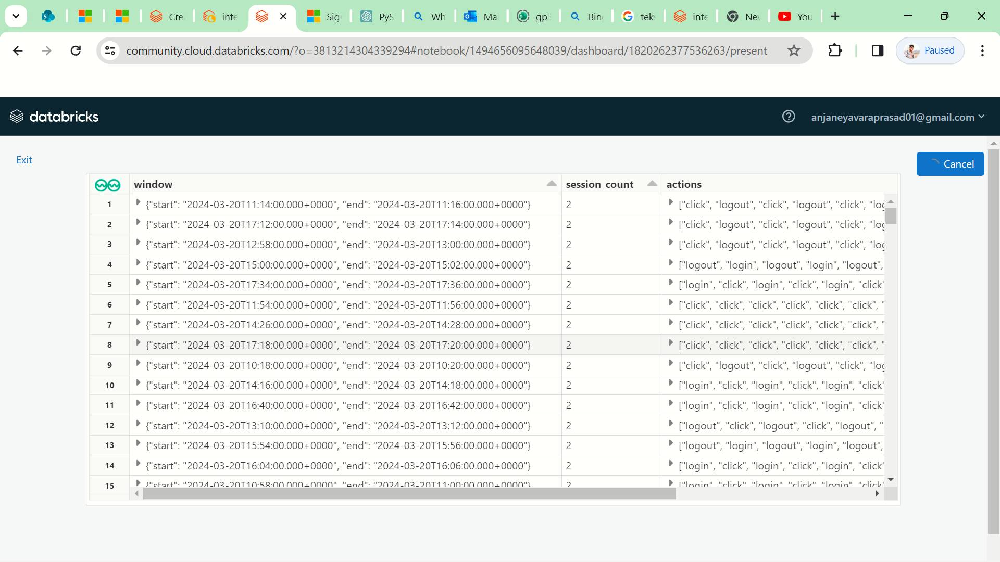 Cre
inte
Sig
PyS
Wh
Mai
gp3
Bing
teks
inte
New
You
community.cloud.databricks.com/?o=3813214304339294#notebook/1494656095648039/dashboard/1820262377536263/present
Paused
databricks
anjaneyavaraprasad01@gmail.com
Exit
Cancel
window session_count actions
1 {"start": "2024-03-20T11:14:00.000+0000", "end": "2024-03-20T11:16:00.000+0000"} 2 ["click", "logout", "click", "logout", "click", "log
2 {"start": "2024-03-20T17:12:00.000+0000", "end": "2024-03-20T17:14:00.000+0000"} 2 ["click", "logout", "click", "logout", "click", "log
3 {"start": "2024-03-20T12:58:00.000+0000", "end": "2024-03-20T13:00:00.000+0000"} 2 ["click", "logout", "click", "logout", "click", "log
4 {"start": "2024-03-20T15:00:00.000+0000", "end": "2024-03-20T15:02:00.000+0000"} 2 ["logout", "login", "logout", "login", "logout",
5 {"start": "2024-03-20T17:34:00.000+0000", "end": "2024-03-20T17:36:00.000+0000"} 2 ["login", "click", "login", "click", "login", "click"
6 {"start": "2024-03-20T11:54:00.000+0000", "end": "2024-03-20T11:56:00.000+0000"} 2 ["click", "click", "click", "click", "click", "click", "
7 {"start": "2024-03-20T14:26:00.000+0000", "end": "2024-03-20T14:28:00.000+0000"} 2 ["click", "click", "click", "click", "click", "click", "
8 {"start": "2024-03-20T17:18:00.000+0000", "end": "2024-03-20T17:20:00.000+0000"} 2 ["click", "click", "click", "click", "click", "click", "
9 {"start": "2024-03-20T10:18:00.000+0000", "end": "2024-03-20T10:20:00.000+0000"} 2 ["click", "logout", "click", "logout", "click", "log
10 {"start": "2024-03-20T14:16:00.000+0000", "end": "2024-03-20T14:18:00.000+0000"} 2 ["login", "click", "login", "click", "login", "click"
11 {"start": "2024-03-20T16:40:00.000+0000", "end": "2024-03-20T16:42:00.000+0000"} 2 ["login", "click", "login", "click", "login", "click"
12 {"start": "2024-03-20T13:10:00.000+0000", "end": "2024-03-20T13:12:00.000+0000"} 2 ["logout", "click", "logout", "click", "logout", "
13 {"start": "2024-03-20T15:54:00.000+0000", "end": "2024-03-20T15:56:00.000+0000"} 2 ["logout", "login", "logout", "login", "logout",
14 {"start": "2024-03-20T16:04:00.000+0000", "end": "2024-03-20T16:06:00.000+0000"} 2 ["login", "click", "login", "click", "login", "click"
15 {"start": "2024-03-20T10:58:00.000+0000", "end": "2024-03-20T11:00:00.000+0000"} 2 ["login", "click", "login", "click", "login", "click"